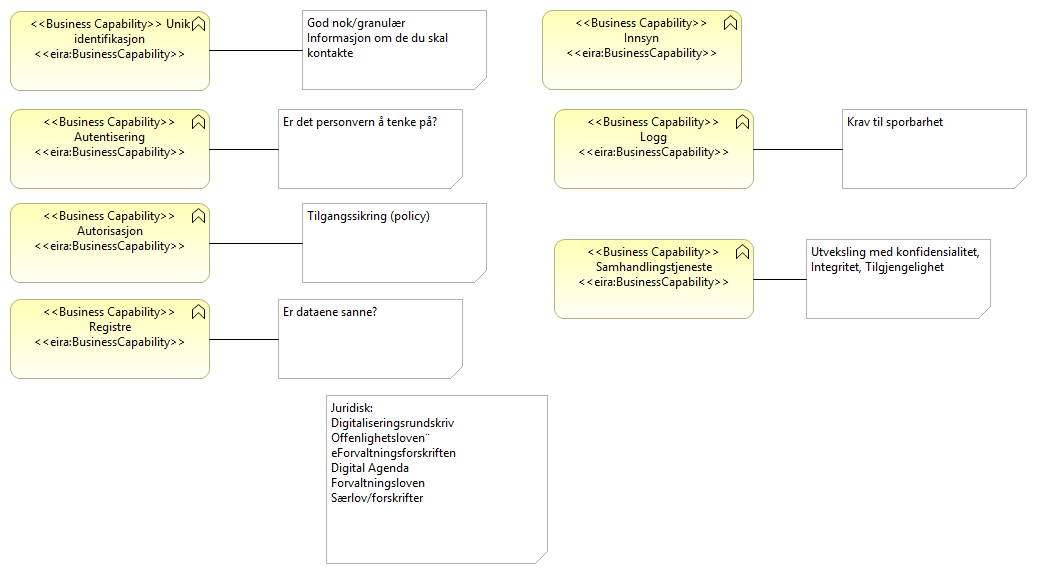 <<Business Capability>> Unik
identifikasjon
<<eira:BusinessCapability>>
God nok/granulær
Informasjon om de du skal
kontakte
<<Business Capability>>
Innsyn
<<eira:BusinessCapability>>
<<Business Capability>>
Autentisering
<<eira:BusinessCapability>>
Er det personvern å tenke på?
<<Business Capability>>
Logg
<<eira:BusinessCapability>>
Krav til sporbarhet
<<Business Capability>>
Autorisasjon
<<eira:BusinessCapability>>
Tilgangssikring (policy)
<<Business Capability>>
Samhandlingstjeneste
<<eira:BusinessCapability>>
Utveksling med konfidensialitet,
Integritet, Tilgjengelighet
<<Business Capability>>
Registre
<<eira:BusinessCapability>>
Er dataene sanne?
Juridisk:
Digitaliseringsrundskriv
Offenlighetsloven¨
eForvaltningsforskriften
Digital Agenda
Forvaltningsloven
Særlov/forskrifter